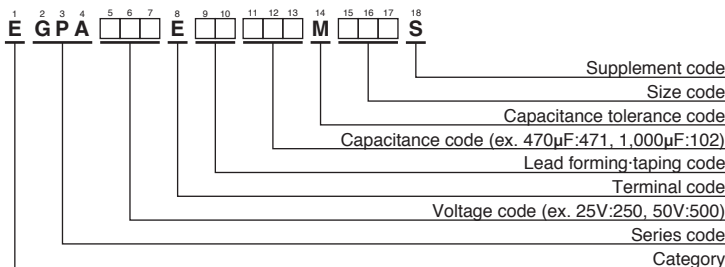 1 2 3 4 5 6 7 8 9 10 11 12 13 14 15 16 17 18
E GPA E M S
Supplement code
Size code
Capacitance tolerance code
Capacitance code (ex. 470μF:471, 1,000μF:102)
Lead forming·taping code
Terminal code
Voltage code (ex. 25V:250, 50V:500)
Series code
Category